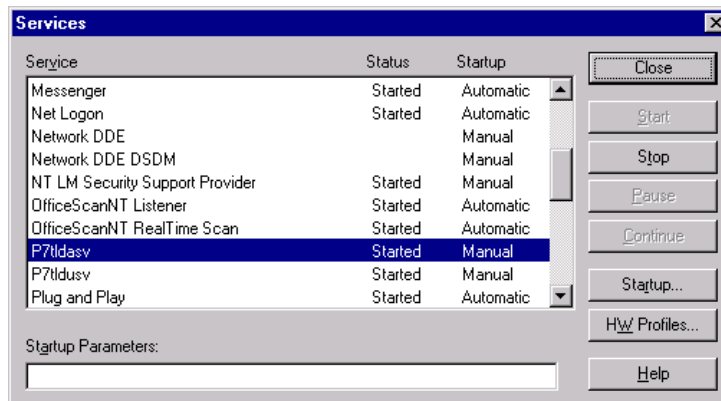 Services
Service Status Startup
Messenger Started Automatic
Net Logon Started Automatic
Network DDE Manual
Network DDE DSDM Manual
NT LM Security Support Provider Started Manual
OfficeScanNT Listener Started Automatic
OfficeScanNT RealTime Scan Started Automatic
P7tldasv Started Manual
P7tldusv Started Manual
Plug and Play Started Automatic
Startup Parameters:
Close
Start
Stop
Pause
Continue
Startup...
HW Profiles...
Help